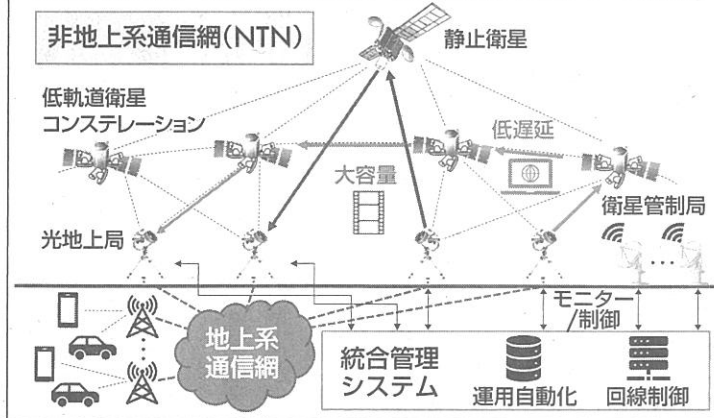 非地上系通信網(NTN)
静止衛星
低軌道衛星
コンステレーション
低遅延
大容量
光地上局
衛星管制局
モニター
/制御
地上系
通信網
統合管理
システム
運用自動化
回線制御